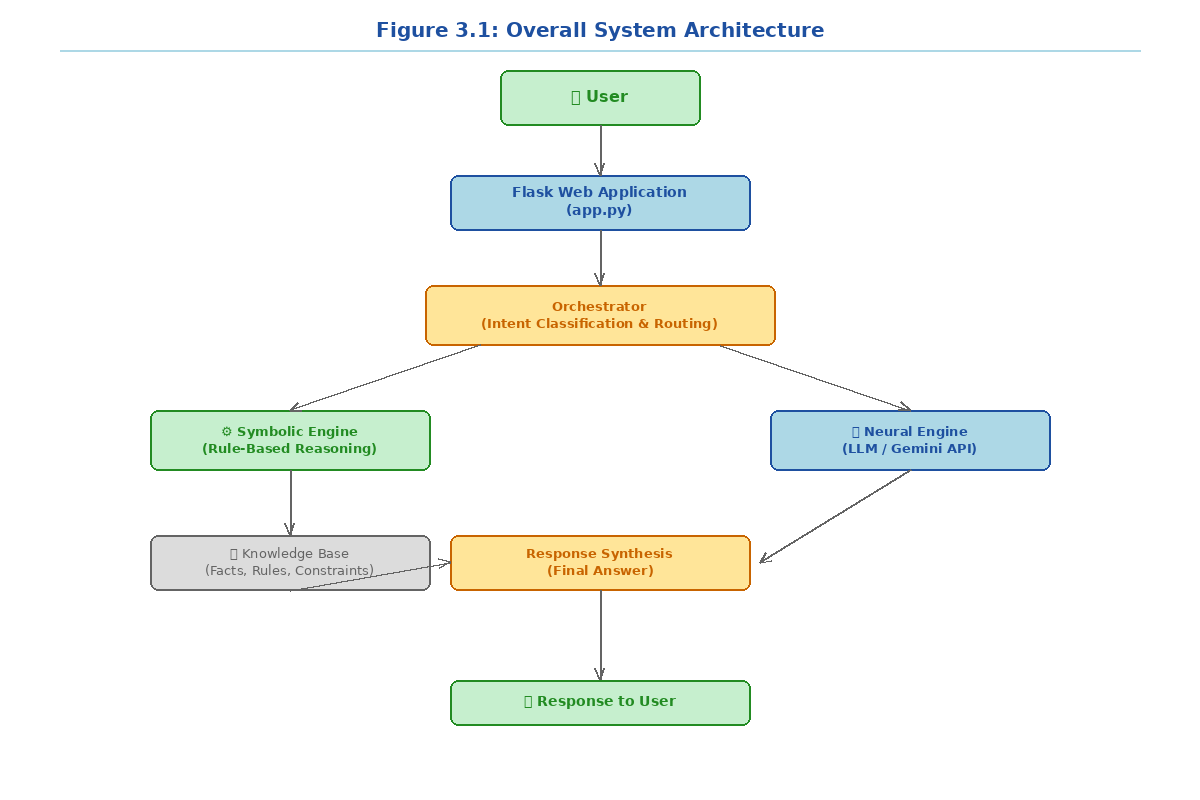 Figure 3.1: Overall System Architecture
User
Flask Web Application
(app.py)
Orchestrator
(Intent Classification & Routing)
⚙ Symbolic Engine
(Rule-Based Reasoning)
Neural Engine
(LLM / Gemini API)
Knowledge Base
(Facts, Rules, Constraints)
Response Synthesis
(Final Answer)
Response to User